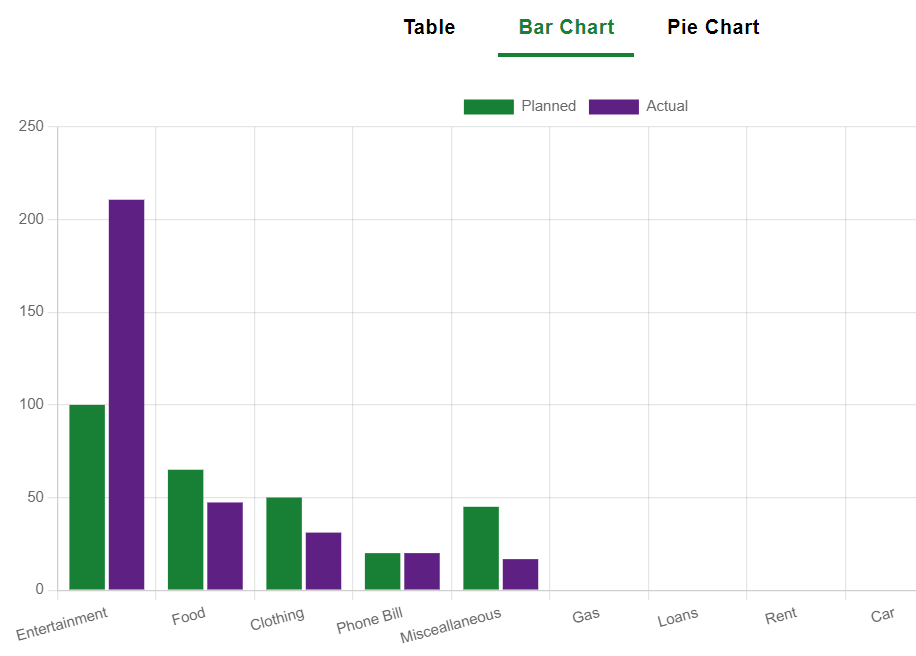 Table Bar Chart Pie Chart
Planned Actual
250
200
150
100
50
0
Entertainment Food Clothing Phone Bill Misceallaneous Gas Loans Rent Car